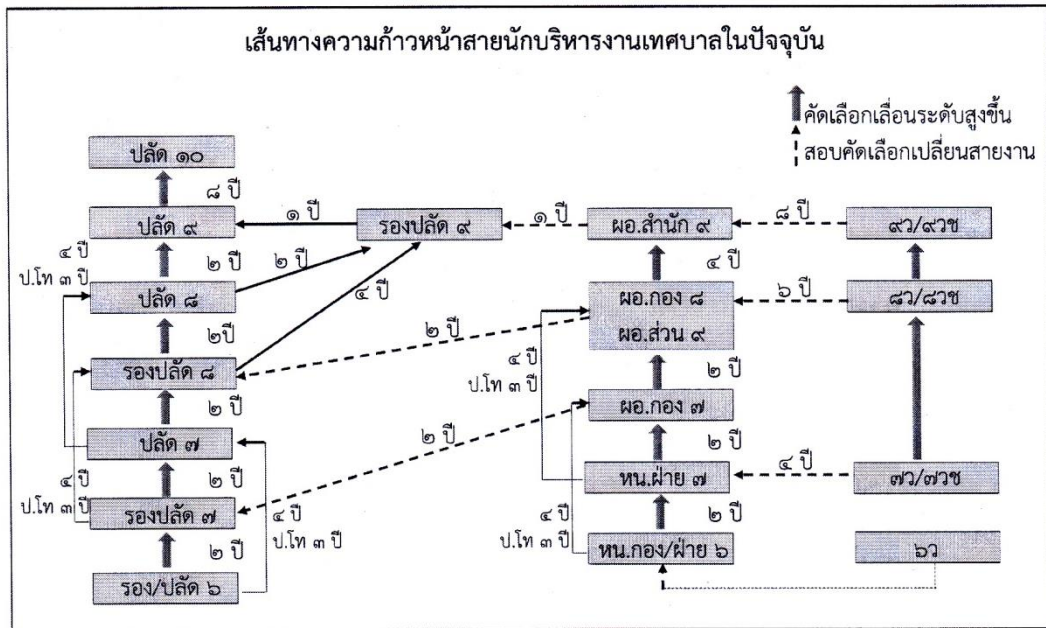 เส้นทางความก้าวหน้าสายนักบริหารงานเทศบาลในปัจจุบัน
คัดเลือกเลื่อนระดับสูงขึ้น
สอบคัดเลือกเปลี่ยนสายงาน
ปลัด ๑๐
๘ ปี
ปลัด ๙
๑ ปี
รองปลัด ๙
๑ ปี
ผอ.สำนัก ๙
๘ ปี
๙ว/๙วช
๔ ปี
ป.โท ๓ ปี
๒ ปี
๒ ปี
๔ ปี
๔ ปี
ปลัด ๘
ผอ.กอง ๘
ผอ.ส่วน ๙
๖ ปี
๘ว/๘วช
๒ปี
๒ ปี
รองปลัด ๘
๔ ปี
ป.โท ๓ ปี
๒ ปี
๒ ปี
ผอ.กอง ๗
๒ ปี
ปลัด ๗
๒ ปี
๔ ปี
ป.โท ๓ ปี
๒ ปี
หน.ฝ่าย ๗
๔ ปี
๗ว/๗วช
รองปลัด ๗
๔ ปี
ป.โท ๓ ปี
๔ ปี
ป.โท ๓ ปี
๒ ปี
๒ ปี
หน.กอง/ฝ่าย ๖
๖ว
รอง/ปลัด ๖